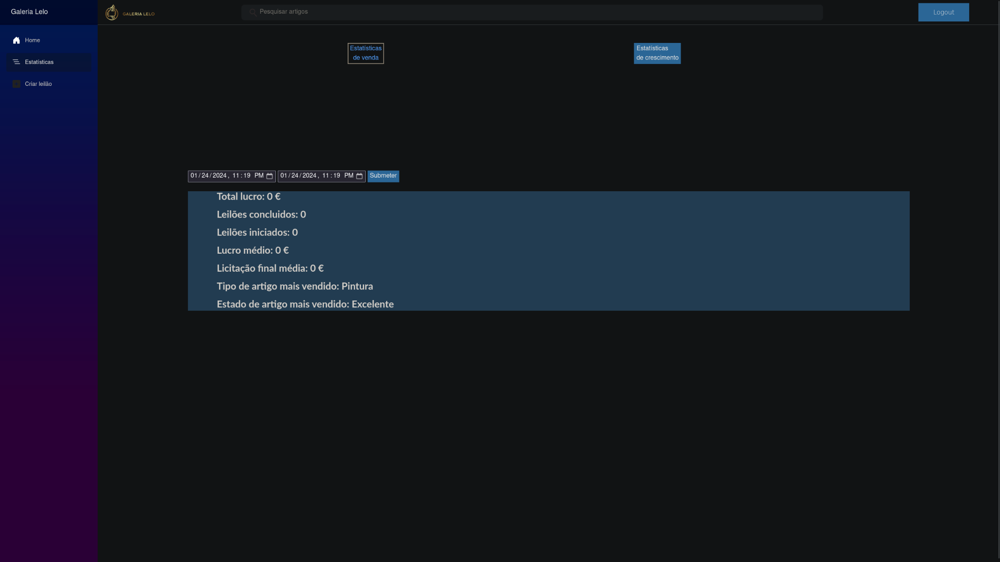 Galeria Lelo
GALERIA LELO
Pesquisar artigos
Logout
Home
Estatísticas
Criar leilão
Estatísticas
de venda
Estatísticas
de crescimento
01/24/2024, 11:19 PM
01/24/2024, 11:19 PM
Submeter
Total lucro: 0 €
Leilões concluidos: 0
Leilões iniciados: 0
Lucro médio: 0 €
Licitação final média: 0 €
Tipo de artigo mais vendido: Pintura
Estado de artigo mais vendido: Excelente